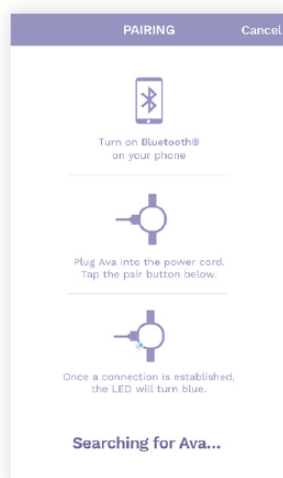 PAIRING Cancel
Turn on Bluetooth®
on your phone
Plug Ava into the power cord.
Tap the pair button below.
Once a connection is established,
the LED will turn blue.
Searching for Ava...